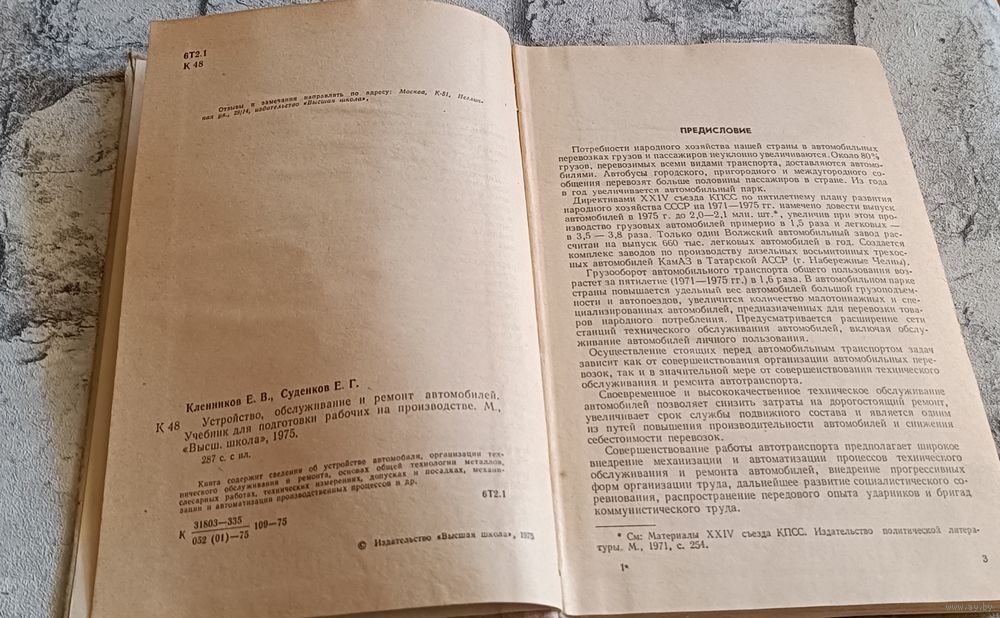 6Т2.1
К 48
Отзывы и замечания направлять по адресу: Москва, К-51, Неглин-
ная ул., 29/14, издательство «Высшая школа».
Кленников Е. В., Суденков Е. Г.
К 48 Устройство, обслуживание и ремонт автомобилей.
Учебник для подготовки рабочих на производстве. М.,
«Высш. школа», 1975.
287 с. с ил.
Книга содержит сведения об устройстве автомобиля, организации тех-
нического обслуживания и ремонта, основах общей технологии металлов,
слесарных работах, технических измерениях, допусках и посадках, механи-
зации и автоматизации производственных процессов и др.
6Т2.1
К 31803—335
052 (01)—75 109—75
© Издательство «Высшая школа», 1975
ПРЕДИСЛОВИЕ
Потребности народного хозяйства нашей страны в автомобильных
перевозках грузов и пассажиров неуклонно увеличиваются. Около 80%
грузов, перевозимых всеми видами транспорта, доставляются автомо-
билями. Автобусы городского, пригородного и междугородного со-
общения перевозят больше половины пассажиров в стране. Из года
в год увеличивается автомобильный парк.
Директивами XXIV съезда КПСС по пятилетнему плану развития
народного хозяйства СССР на 1971—1975 гг. намечено довести выпуск
автомобилей в 1975 г. до 2,0—2,1 млн. шт.*, увеличив при этом про-
изводство грузовых автомобилей примерно в 1,5 раза и легковых —
в 3,5 — 3,8 раза. Только один Волжский автомобильный завод рас-
считан на выпуск 660 тыс. легковых автомобилей в год. Создается
комплекс заводов по производству дизельных восьмитонных трехос-
ных автомобилей КамАЗ в Татарской АССР (г. Набережные Челны).
Грузооборот автомобильного транспорта общего пользования воз-
растет за пятилетие (1971—1975 гг.) в 1,6 раза. В автомобильном парке
страны повышается удельный вес автомобилей большой грузоподъем-
ности и автопоездов, увеличится количество малотоннажных и спе-
циализированных автомобилей, предназначенных для перевозки това-
ров народного потребления. Предусматривается расширение сети
станций технического обслуживания автомобилей, включая обслу-
живание автомобилей личного пользования.
Осуществление стоящих перед автомобильным транспортом задач
зависит как от совершенствования организации автомобильных пере-
возок, так и в значительной мере от совершенствования технического
обслуживания и ремонта автотранспорта.
Своевременное и высококачественное техническое обслуживание
автомобилей позволяет снизить затраты на дорогостоящий ремонт,
увеличивает срок службы подвижного состава и является одним
из путей повышения производительности автомобилей и снижения
себестоимости перевозок.
Совершенствование работы автотранспорта предполагает широкое
внедрение механизации и автоматизации процессов технического
обслуживания и ремонта автомобилей, внедрение прогрессивных
форм организации труда, дальнейшее развитие социалистического со-
ревнования, распространение передового опыта ударников и бригад
коммунистического труда.
* См: Материалы XXIV съезда КПСС. Издательство политической литера-
туры. М., 1971, с. 254.
1*
3
www.ay.by